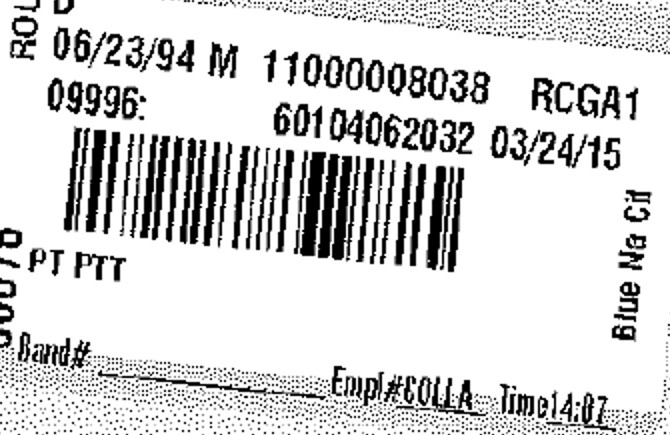 06/23/94 M 11000008038 RCGA1
09996: 60104062032 03/24/15
PT PTT
Blue Na Cit
Band# Empl#COLLA Time14:07